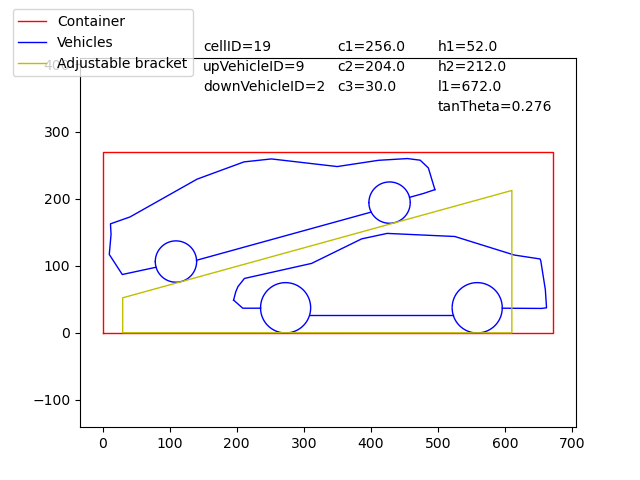 Container
Vehicles
Adjustable bracket
cellID=19 c1=256.0 h1=52.0
upVehicleID=9 c2=204.0 h2=212.0
downVehicleID=2 c3=30.0 l1=672.0
tanTheta=0.276
400
300
200
100
0
−100
0 100 200 300 400 500 600 700